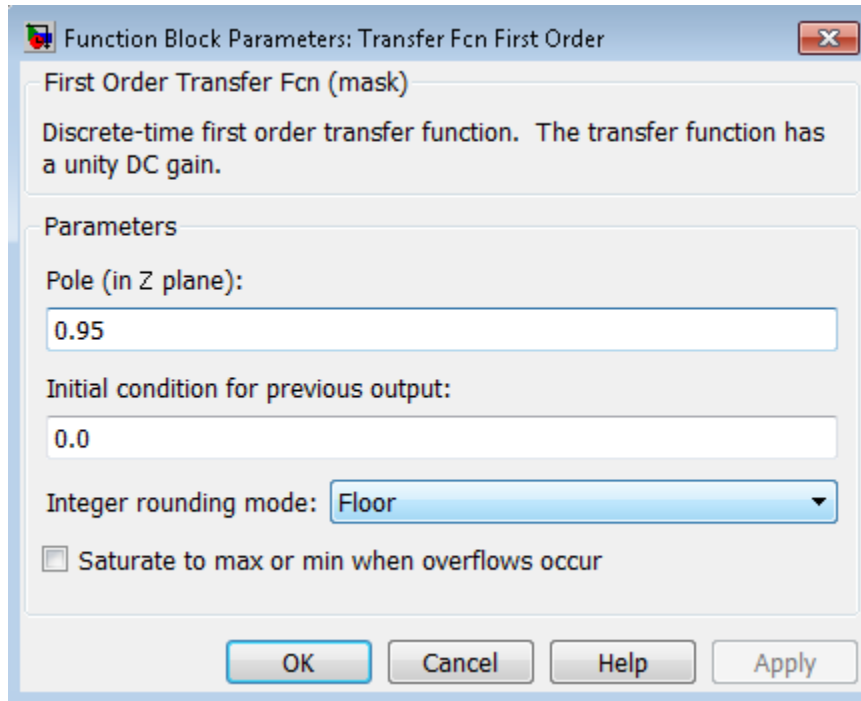 Function Block Parameters: Transfer Fcn First Order
First Order Transfer Fcn (mask)
Discrete-time first order transfer function. The transfer function has
a unity DC gain.
Parameters
Pole (in Z plane):
0.95
Initial condition for previous output:
0.0
Integer rounding mode: Floor
Saturate to max or min when overflows occur
OK Cancel Help Apply